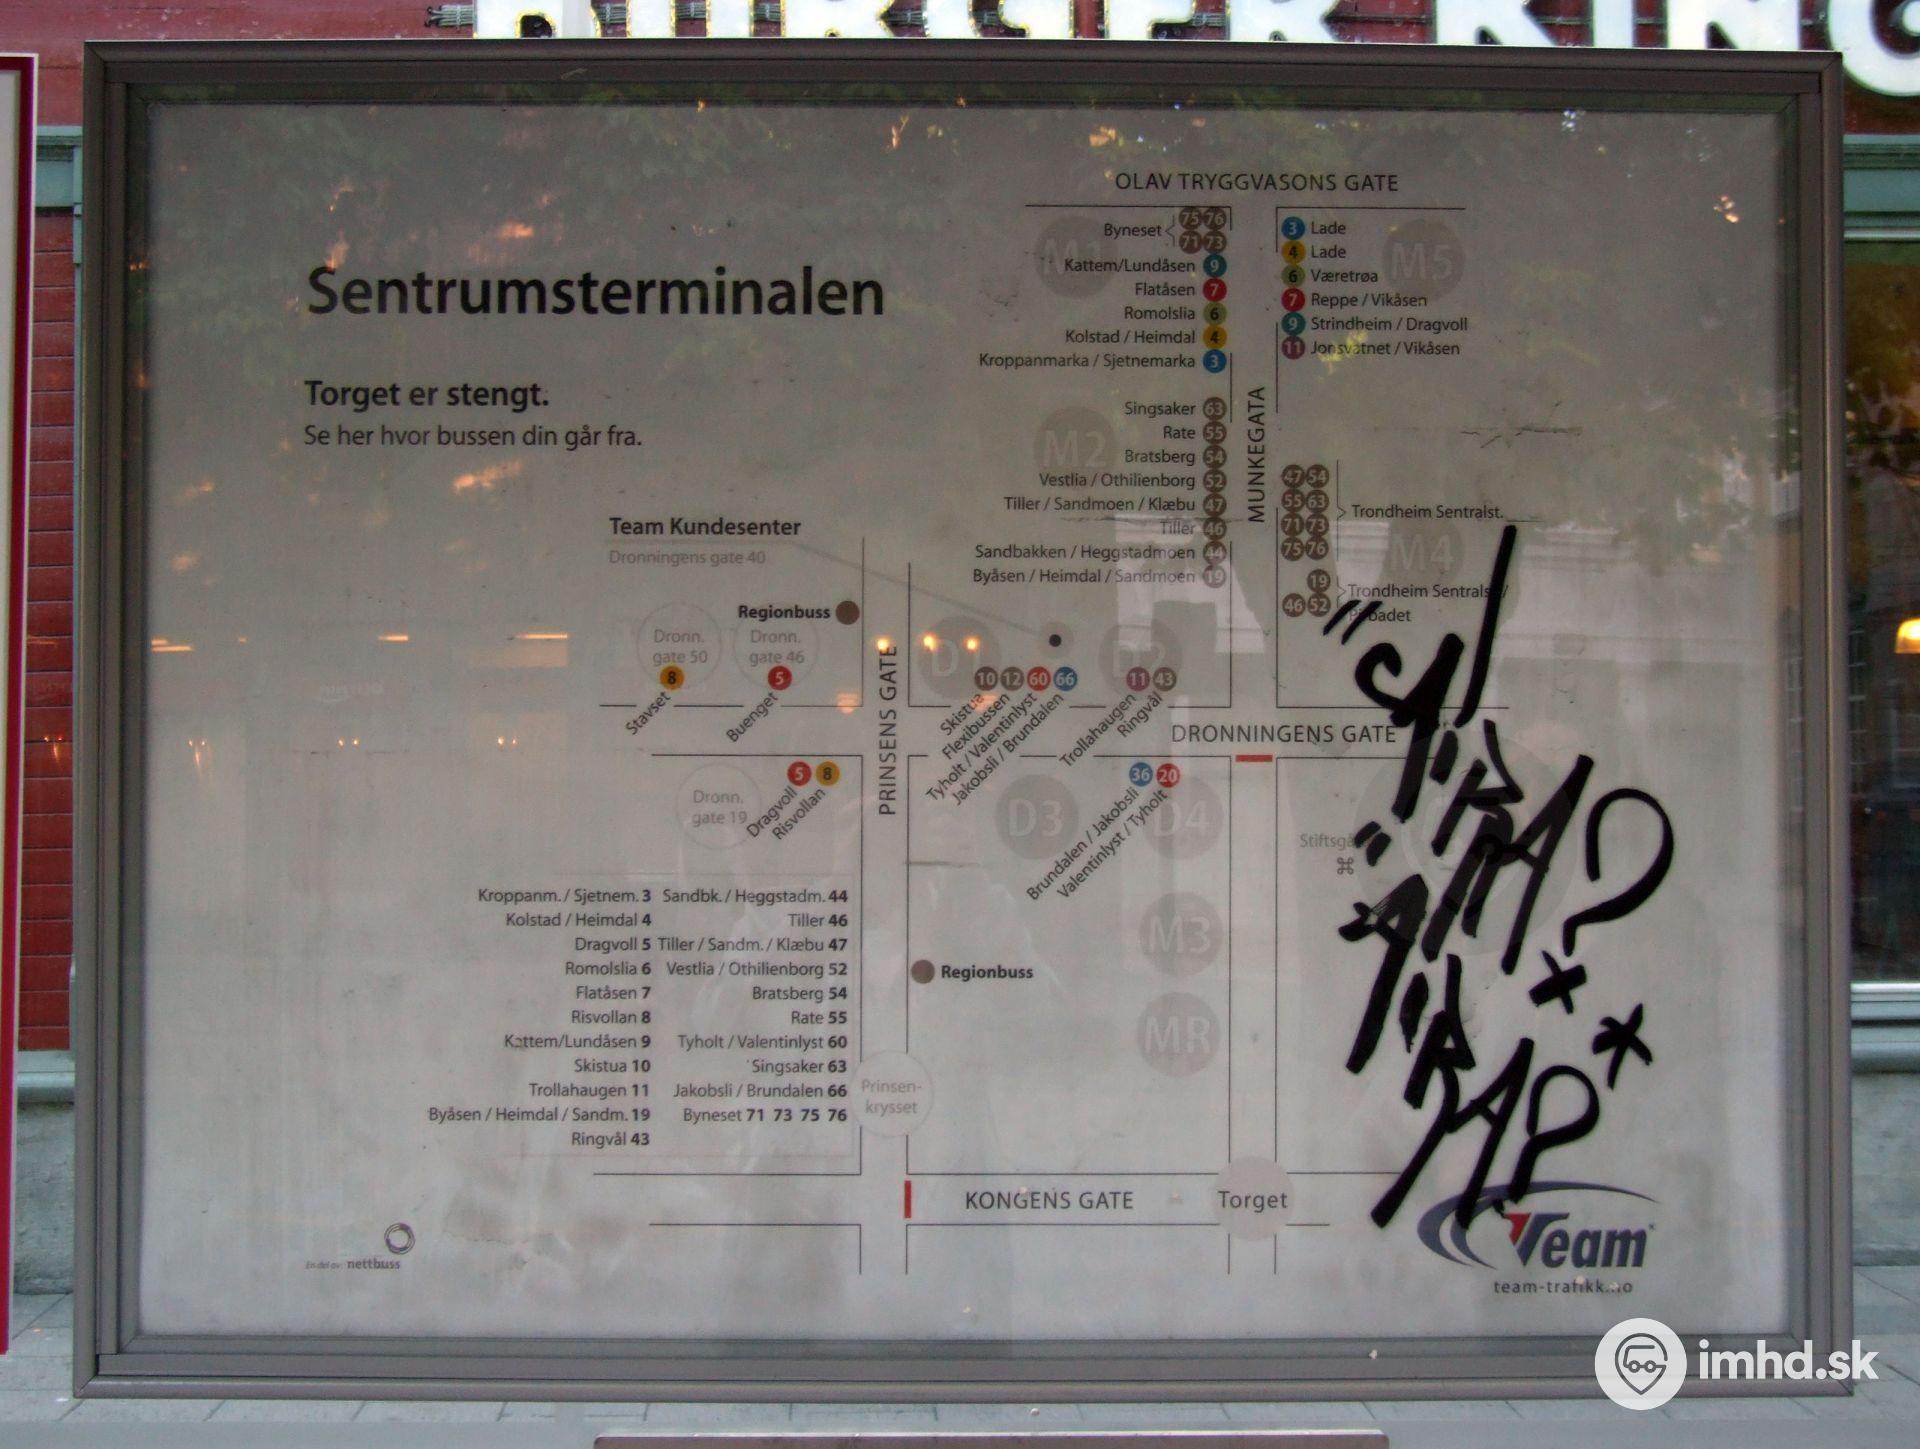 BURGER KING
Sentrumsterminalen
Torget er stengt.
Se her hvor bussen din går fra.
OLAV TRYGGVASONS GATE
M1
Byneset 75 76
71 73
Kattem/Lundåsen 9
Flatåsen 7
Romolslia 6
Kolstad / Heimdal 4
Kroppanmarka / Sjetnemarka 3
M5
3 Lade
4 Lade
6 Væretrøa
7 Reppe / Vikåsen
9 Strindheim / Dragvoll
11 Jonsvatnet / Vikåsen
MUNKEGATA
M2
Singsaker 63
Rate 55
Bratsberg 54
Vestlia / Othilienborg 52
Tiller / Sandmoen / Klæbu 47
Tiller 46
Sandbakken / Heggstadmoen 44
Byåsen / Heimdal / Sandmoen 19
M4
47 54
55 63
71 73
75 76
Trondheim Sentralst.
19
46 52
Trondheim
Team Kundesenter
Dronningens gate 40
Regionbuss
Dronn.
gate 50
8
Stavset
Dronn.
gate 46
5
Buenget
PRINSENS GATE
D1
10 12 60 66
Skistua
Flexibussen
Tyholt / Valentinlyst
Jakobsli / Brundalen
D2
11 43
Trollahaugen
Ringvål
DRONNINGENS GATE
Dronn.
gate 19
5 8
Dragvoll
Risvollan
D3
D4
36 20
Brundalen / Jakobsli
Valentinlyst / Tyholt
M3
MR
Regionbuss
Kroppanm. / Sjetnem. 3
Kolstad / Heimdal 4
Dragvoll 5
Romolslia 6
Flatåsen 7
Risvollan 8
Kattem/Lundåsen 9
Skistua 10
Trollahaugen 11
Byåsen / Heimdal / Sandm. 19
Ringvål 43
Sandbk. / Heggstadm. 44
Tiller 46
Tiller / Sandm. / Klæbu 47
Vestlia / Othilienborg 52
Bratsberg 54
Rate 55
Tyholt / Valentinlyst 60
Singsaker 63
Jakobsli / Brundalen 66
Byneset 71 73 75 76
Prinsen-
krysset
KONGENS GATE
Torget
En del av: nettbuss
Team
team-trafikk.no
imhd.sk